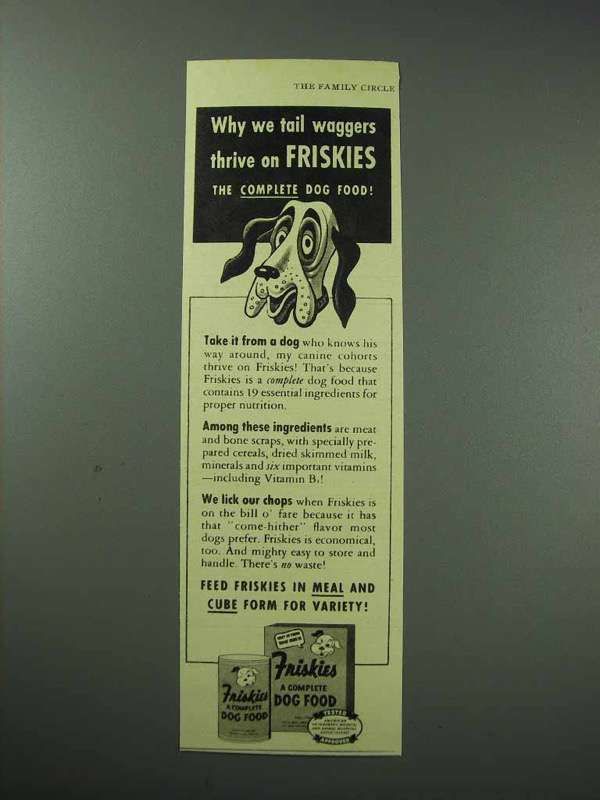 THE FAMILY CIRCLE
Why we tail waggers
thrive on FRISKIES
THE COMPLETE DOG FOOD!
Take it from a dog who knows his
way around, my canine cohorts
thrive on Friskies! That's because
Friskies is a complete dog food that
contains 19 essential ingredients for
proper nutrition.
Among these ingredients are meat
and bone scraps, with specially pre-
pared cereals, dried skimmed milk,
minerals and six important vitamins
—including Vitamin B₁!
We lick our chops when Friskies is
on the bill o' fare because it has
that "come-hither" flavor most
dogs prefer. Friskies is economical,
too. And mighty easy to store and
handle. There's no waste!
FEED FRISKIES IN MEAL AND
CUBE FORM FOR VARIETY!
Friskies
A COMPLETE
DOG FOOD
Friskies
A COMPLETE
DOG FOOD
TESTED
APPROVED